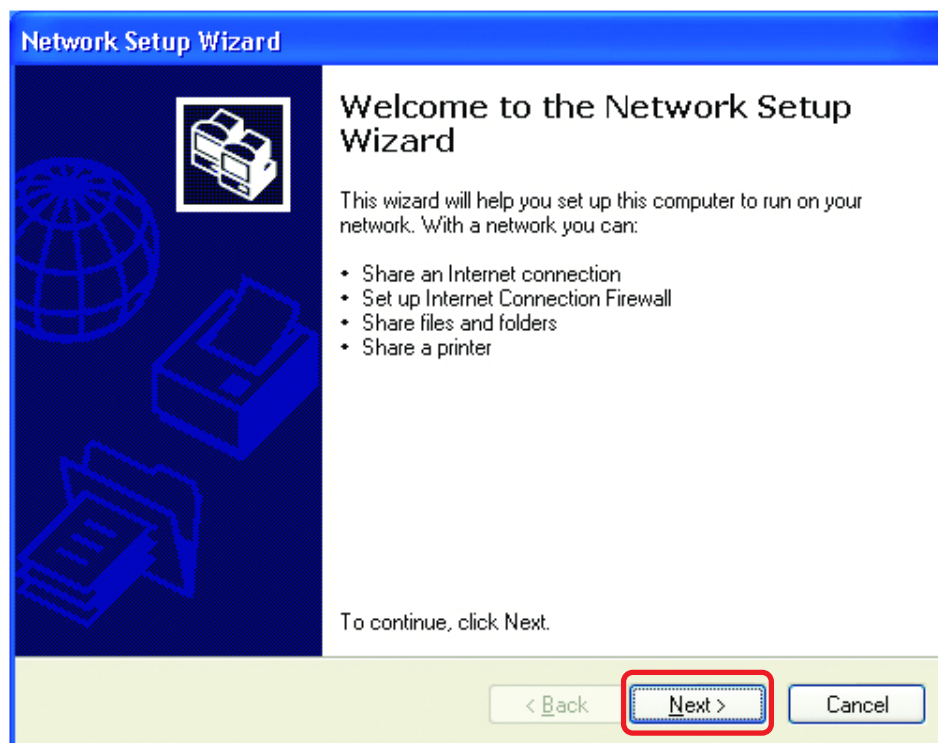 Network Setup Wizard
Welcome to the Network Setup
Wizard
This wizard will help you set up this computer to run on your
network. With a network you can:
• Share an Internet connection
• Set up Internet Connection Firewall
• Share files and folders
• Share a printer
To continue, click Next.
< Back
Next >
Cancel